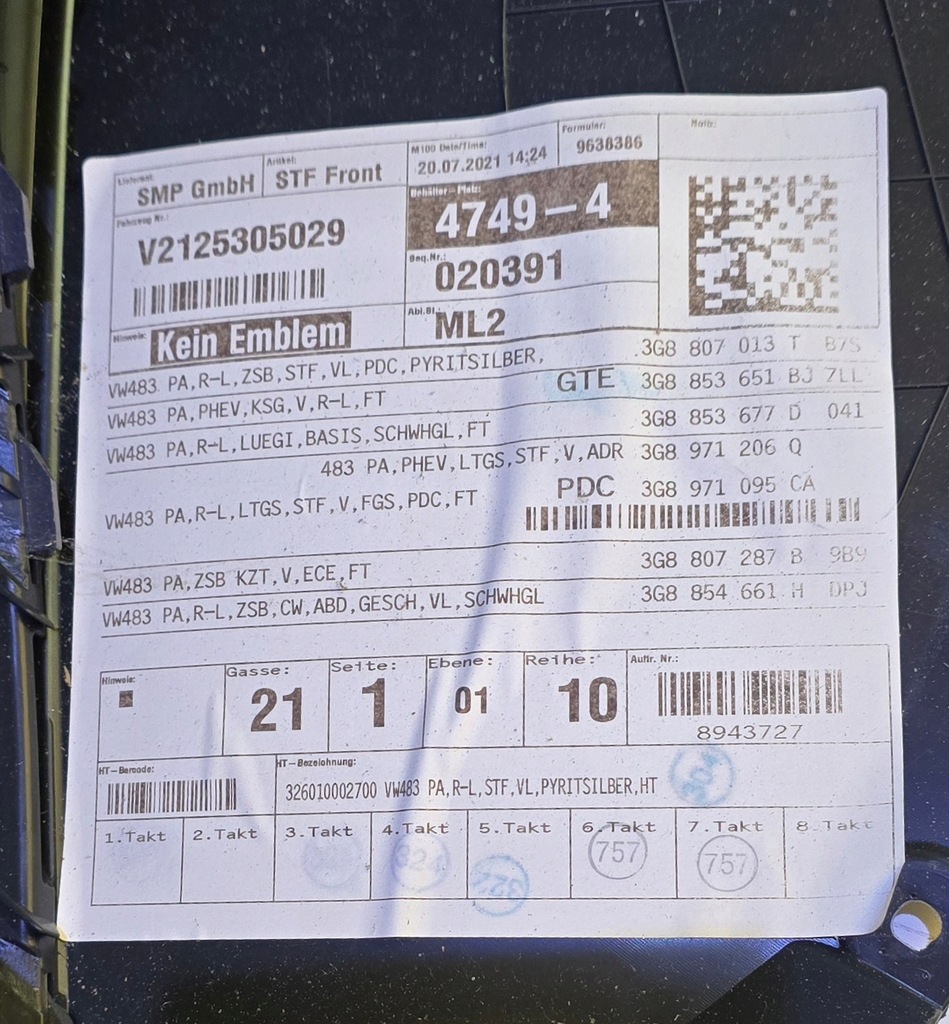 Lieferant: SMP GmbH
Artikel: STF Front
M100 Date/Time: 20.07.2021 14:24
Formular: 9638386
Fahrzeug Nr.: V2125305029
Behälter-Platz: 4749-4
Seq.Nr.: 020391
Hinweis: Kein Emblem
Abl.St ML2
VW483 PA,R-L,ZSB,STF,VL,PDC,PYRITSILBER, 3G8 807 013 T B7S
VW483 PA,PHEV,KSG,V,R-L,FT GTE 3G8 853 651 BJ 7LL
VW483 PA,R-L,LUEGI,BASIS,SCHWHGL,FT 3G8 853 677 D 041
483 PA,PHEV,LTGS,STF,V,ADR 3G8 971 206 Q
VW483 PA,R-L,LTGS,STF,V,FGS,PDC,FT PDC 3G8 971 095 CA
VW483 PA,ZSB KZT,V,ECE,FT 3G8 807 287 B 9B9
VW483 PA,R-L,ZSB,CW,ABD,GESCH,VL,SCHWHGL 3G8 854 661 H DPJ
Hinweis:
Gasse: 21
Seite: 1
Ebene: 01
Reihe: 10
Auftr. Nr.: 8943727
HT-Barcode:
HT-Bezeichnung:
326010002700 VW483 PA,R-L,STF,VL,PYRITSILBER,HT
304
1.Takt 2.Takt 3.Takt 4.Takt 5.Takt 6.Takt 7.Takt 8.Takt
324 322 757 757